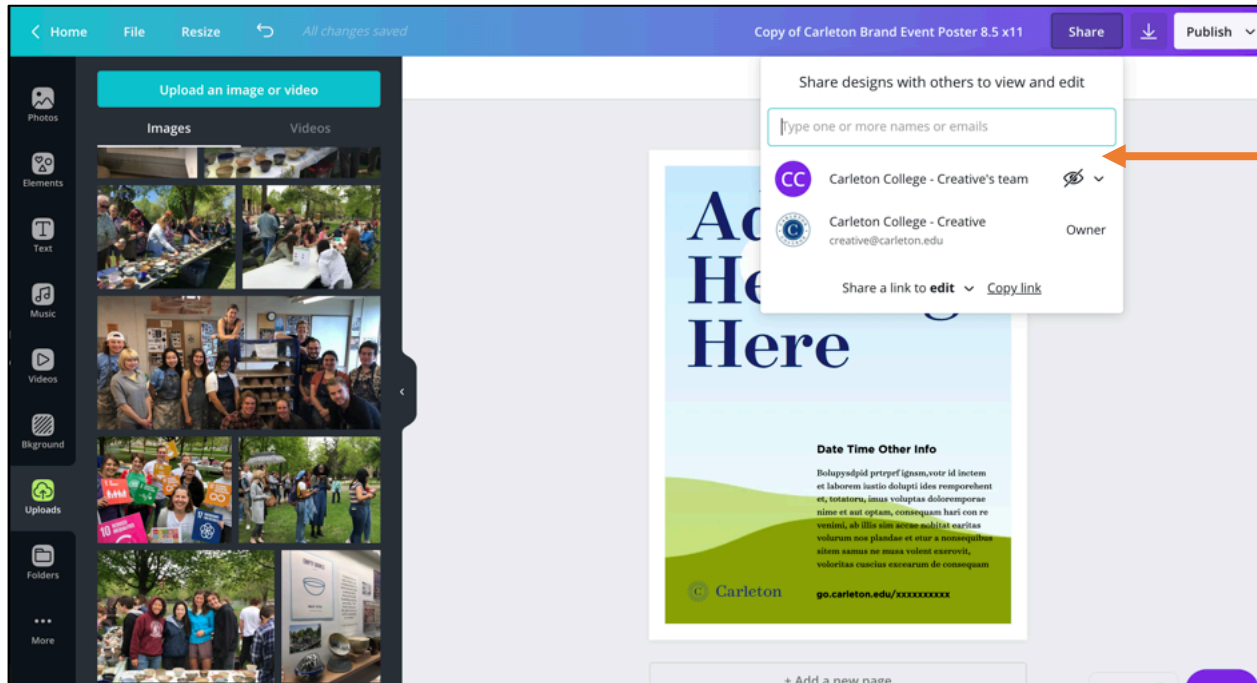 Home File Resize All changes saved Copy of Carleton Brand Event Poster 8.5 x11 Share Publish
Photos
Elements
Text
Music
Videos
Bkground
Uploads
Folders
More
Upload an image or video
Images Videos
Share designs with others to view and edit
Type one or more names or emails
CC Carleton College - Creative's team
Carleton College - Creative
creative@carleton.edu
Owner
Share a link to edit Copy link
Here
Date Time Other Info
Bolupysdpid prtrprf ignsm,votr id inctem
et laborem iustio dolupti ides remporehent
et, totatoru, imus voluptas doloremporae
nime et aut optam, consequam hari con re
venimi, ab illis sim accae nobitat earitas
volurum nos plandae et etur a nonsequibus
sitem samus ne musa volent exerovit,
voloritas cuscius excearum de consequam
C Carleton
go.carleton.edu/xxxxxxxxxx
+ Add a new page